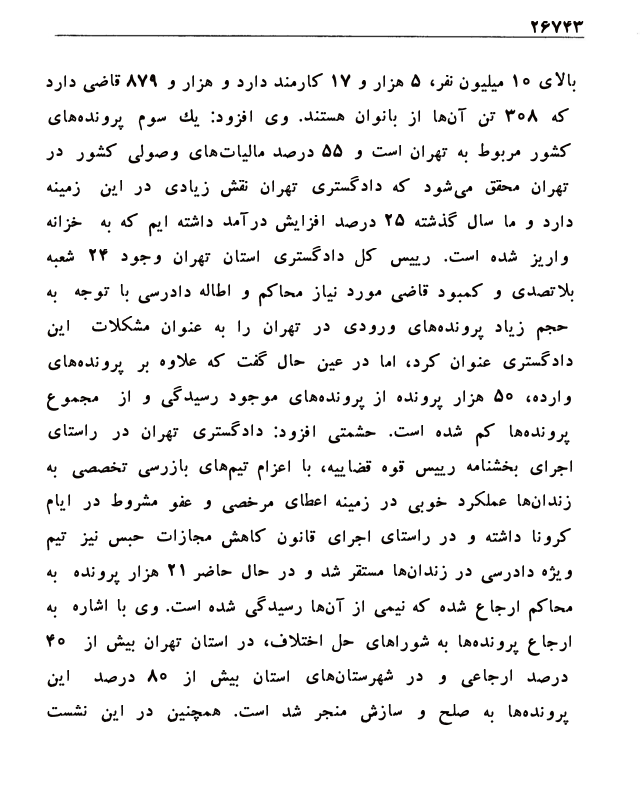 ۲۶۷۴۳
بالای ۱۰ میلیون نفر، ۵ هزار و ۱۷ کارمند دارد و هزار و ۸۷۹ قاضی دارد
که ۳۰۸ تن آن‌ها از بانوان هستند. وی افزود: یك سوم پرونده‌های
کشور مربوط به تهران است و ۵۵ درصد مالیات‌های وصولی کشور در
تهران محقق می‌شود که دادگستری تهران نقش زیادی در این زمینه
دارد و ما سال گذشته ۲۵ درصد افزایش درآمد داشته ایم که به خزانه
واریز شده است. رییس کل دادگستری استان تهران وجود ۲۴ شعبه
بلاتصدی و کمبود قاضی مورد نیاز محاکم و اطاله دادرسی با توجه به
حجم زیاد پرونده‌های ورودی در تهران را به عنوان مشکلات این
دادگستری عنوان کرد، اما در عین حال گفت که علاوه بر پرونده‌های
وارده، ۵۰ هزار پرونده از پرونده‌های موجود رسیدگی و از مجموع
پرونده‌ها کم شده است. حشمتی افزود: دادگستری تهران در راستای
اجرای بخشنامه رییس قوه قضاییه، با اعزام تیم‌های بازرسی تخصصی به
زندان‌ها عملکرد خوبی در زمینه اعطای مرخصی و عفو مشروط در ایام
کرونا داشته و در راستای اجرای قانون کاهش مجازات حبس نیز تیم
ویژه دادرسی در زندان‌ها مستقر شد و در حال حاضر ۲۱ هزار پرونده به
محاکم ارجاع شده که نیمی از آن‌ها رسیدگی شده است. وی با اشاره به
ارجاع پرونده‌ها به شوراهای حل اختلاف، در استان تهران بیش از ۴۰
درصد ارجاعی و در شهرستان‌های استان بیش از ۸۰ درصد این
پرونده‌ها به صلح و سازش منجر شد است. همچنین در این نشست